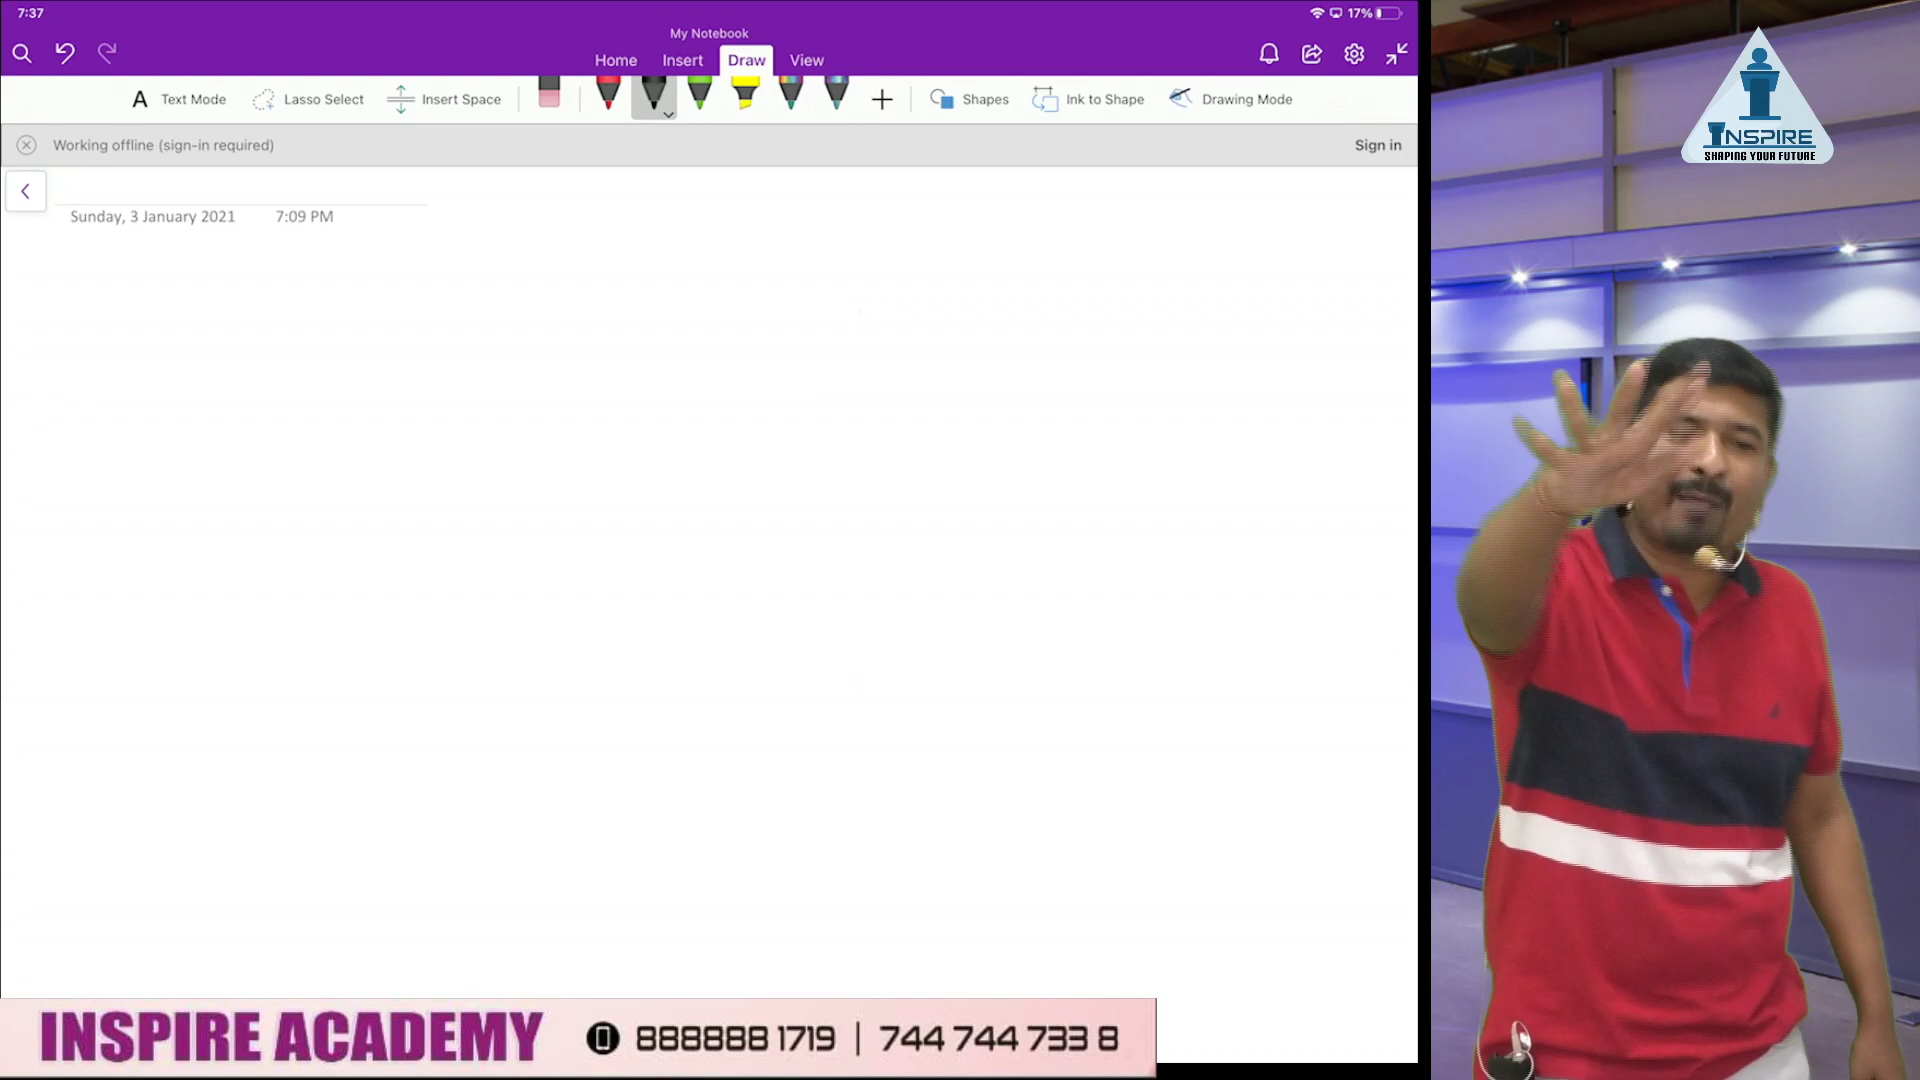 7:37
17%
My Notebook
Home Insert Draw View
A Text Mode Lasso Select Insert Space Shapes Ink to Shape Drawing Mode
Working offline (sign-in required) Sign in
Sunday, 3 January 2021 7:09 PM
INSPIRE
SHAPING YOUR FUTURE
INSPIRE ACADEMY 888888 1719 | 744 744 733 8